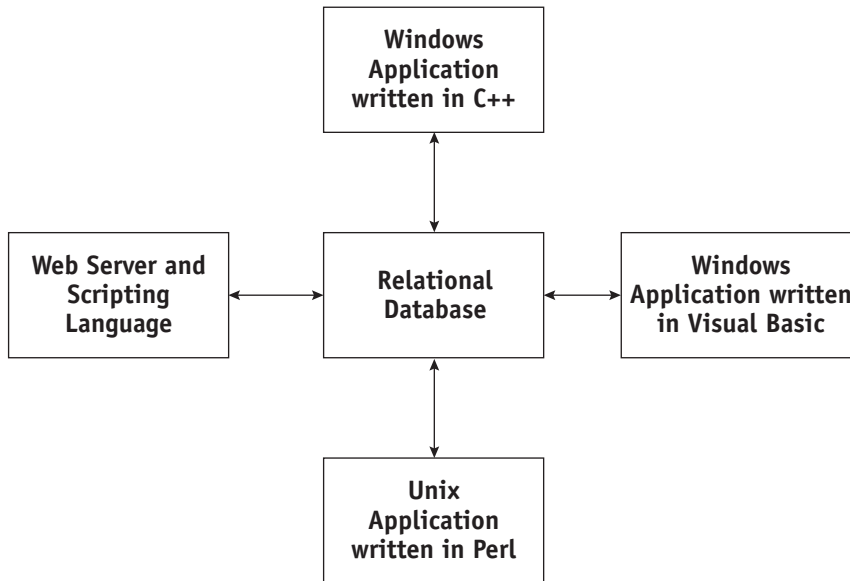 Windows
Application
written in C++
Web Server and
Scripting
Language
Relational
Database
Windows
Application written
in Visual Basic
Unix
Application
written in Perl